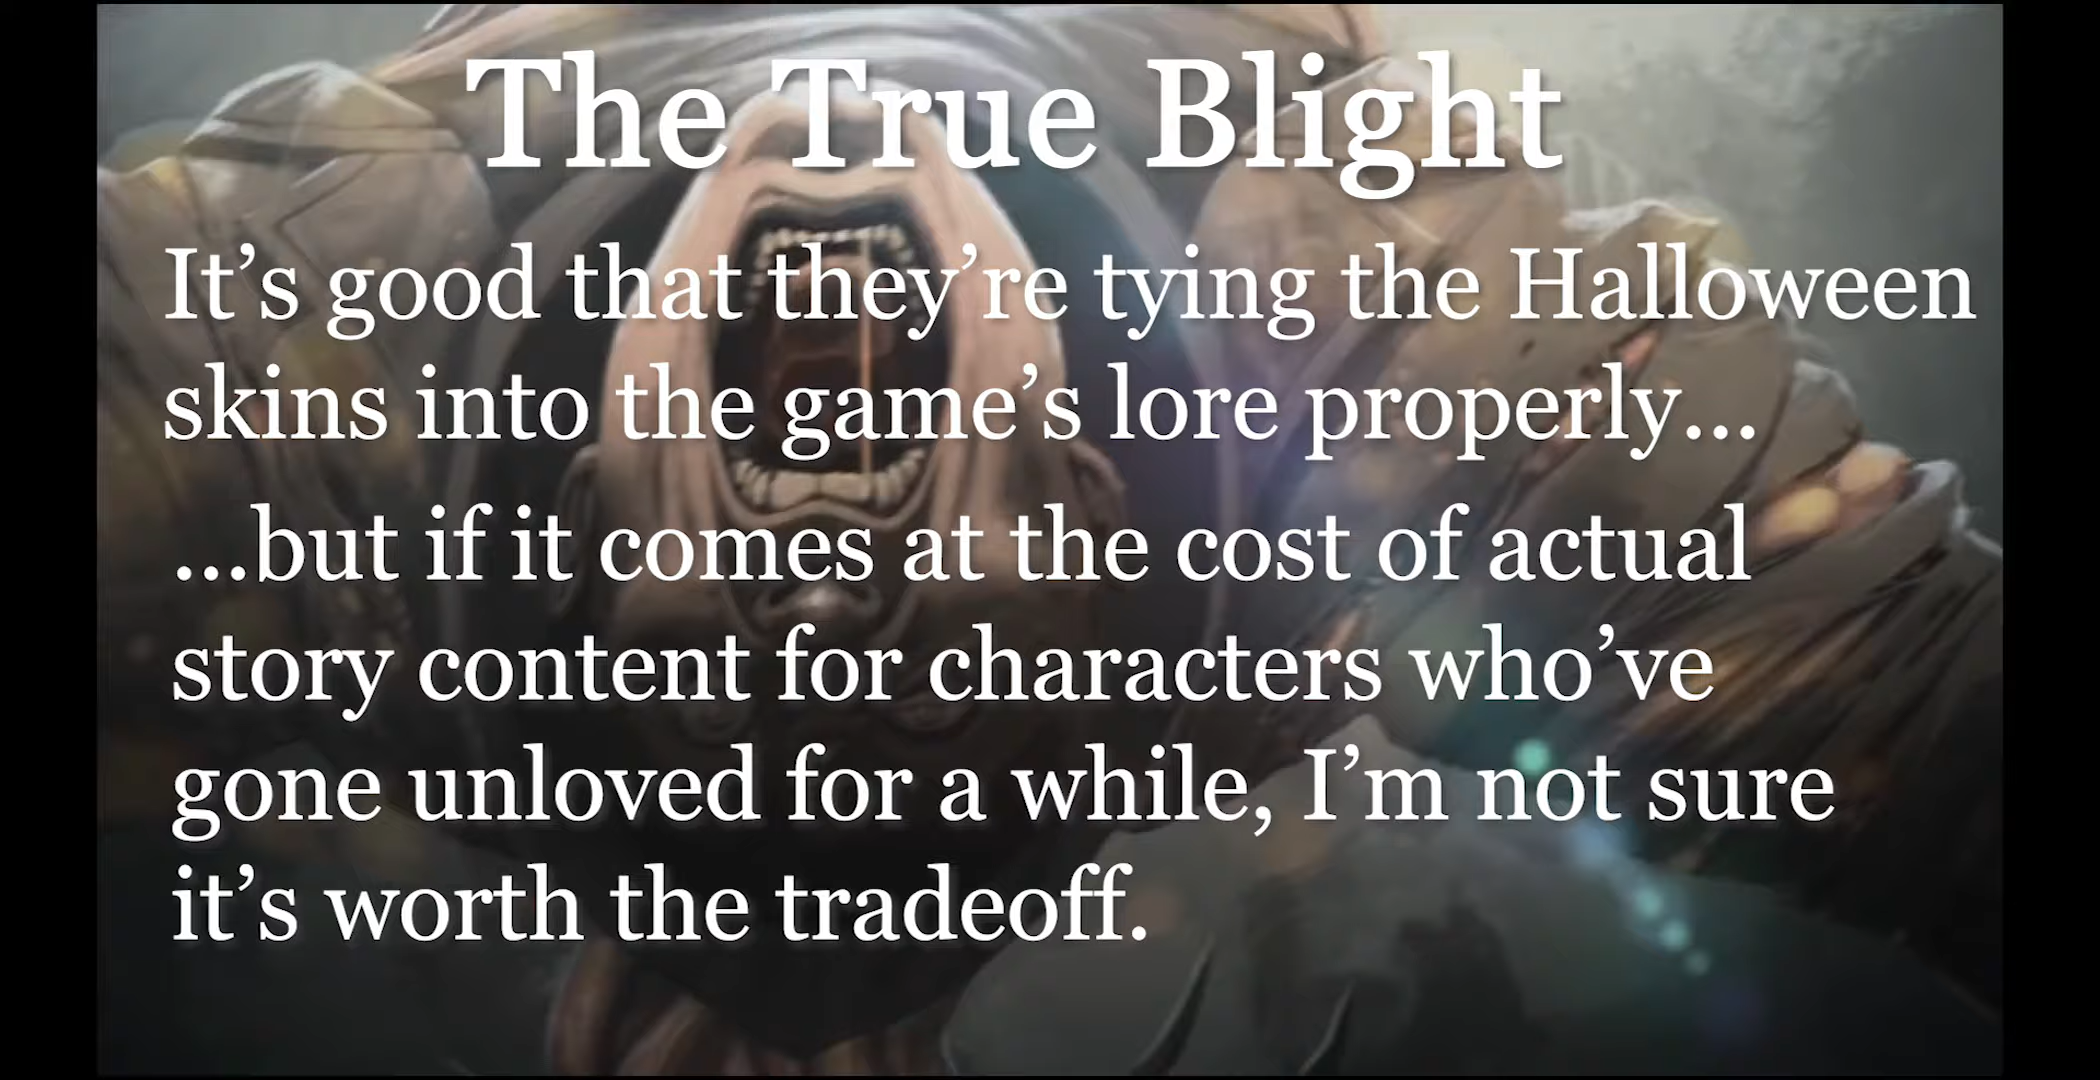 The True Blight
It’s good that they’re tying the Halloween
skins into the game’s lore properly...
...but if it comes at the cost of actual
story content for characters who’ve
gone unloved for a while, I’m not sure
it’s worth the tradeoff.